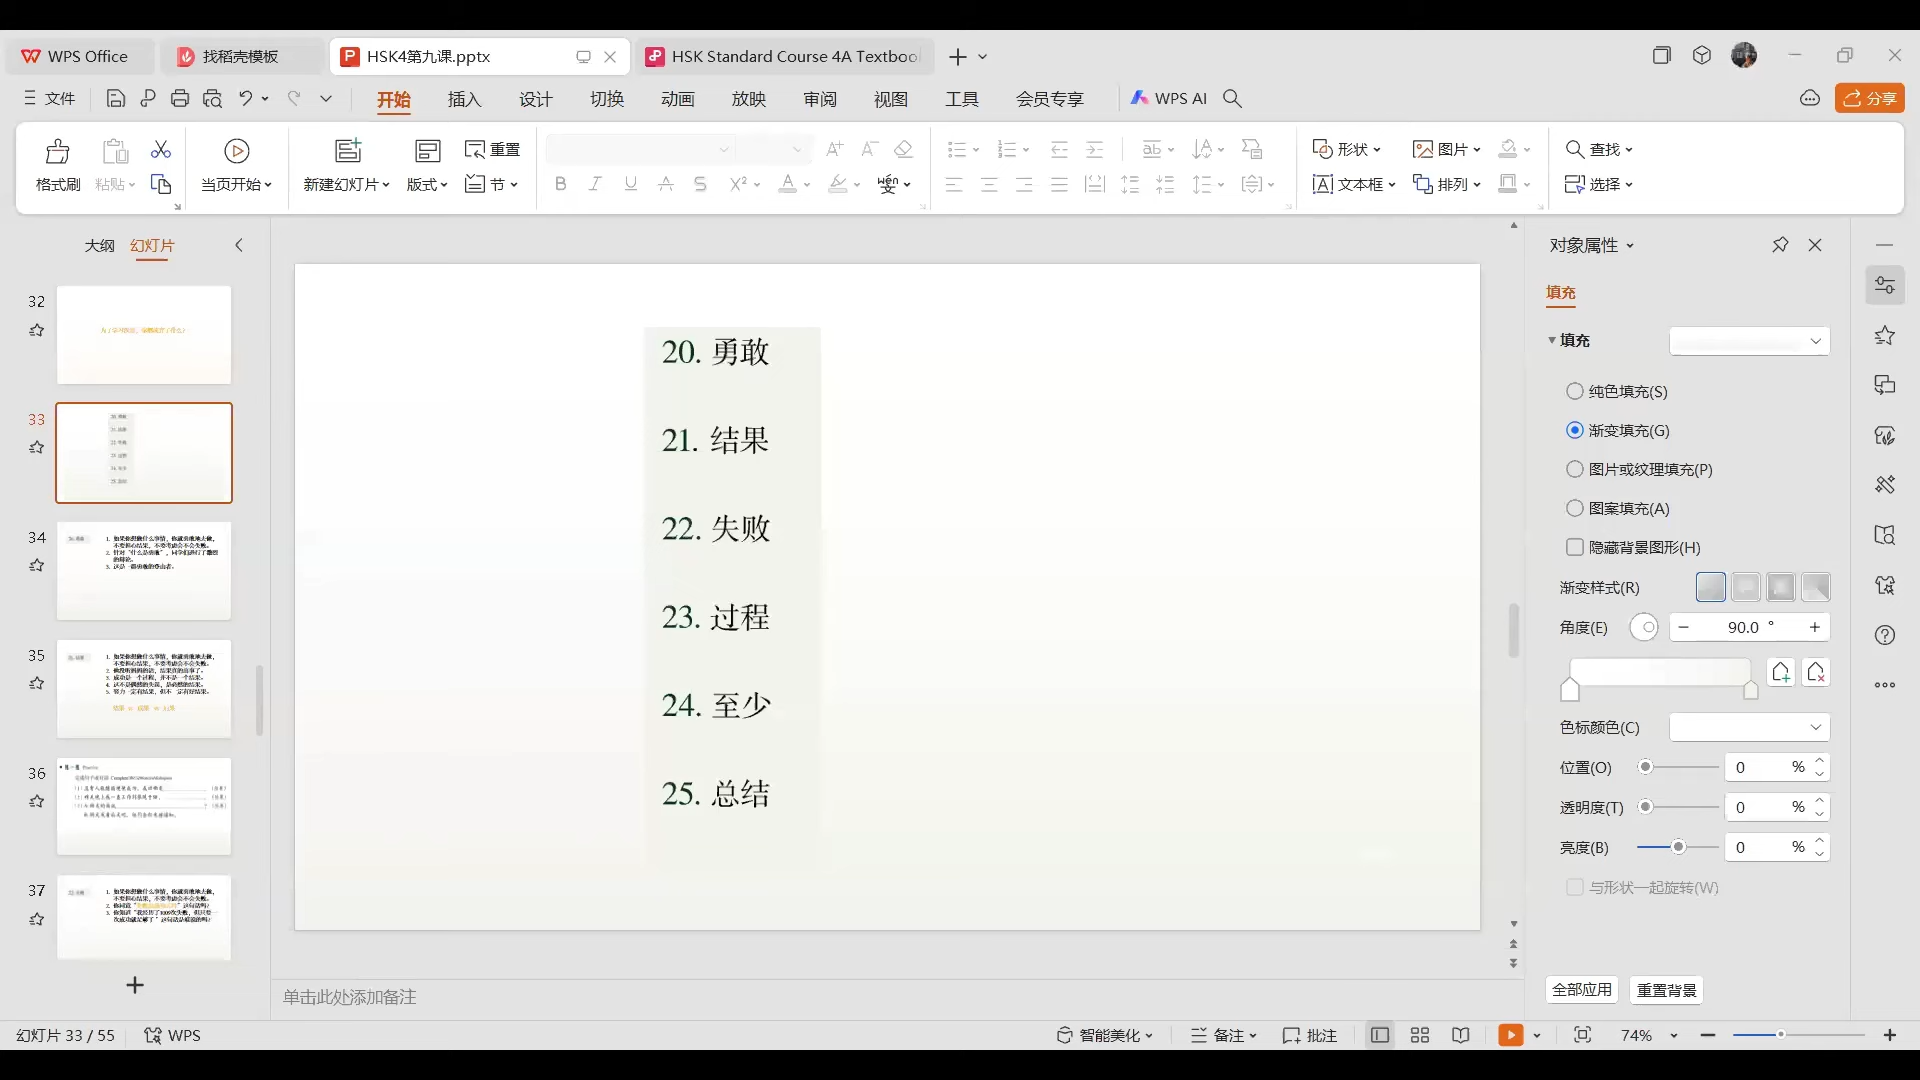 WPS Office
找稻壳模板
HSK4第九课.pptx
HSK Standard Course 4A Textboo
文件
开始
插入
设计
切换
动画
放映
审阅
视图
工具
会员专享
WPS AI
分享
格式刷
粘贴
当页开始
新建幻灯片
版式
重置
节
形状
图片
查找
文本框
排列
选择
大纲
幻灯片
32
33
34
35
36
37
20. 勇敢
21. 结果
22. 失败
23. 过程
24. 至少
25. 总结
单击此处添加备注
对象属性
填充
填充
纯色填充(S)
渐变填充(G)
图片或纹理填充(P)
图案填充(A)
隐藏背景图形(H)
渐变样式(R)
角度(E)
90.0 °
色标颜色(C)
位置(O) 0 %
透明度(T) 0 %
亮度(B) 0 %
与形状一起旋转(W)
全部应用
重置背景
幻灯片 33 / 55
WPS
智能美化
备注
批注
74%